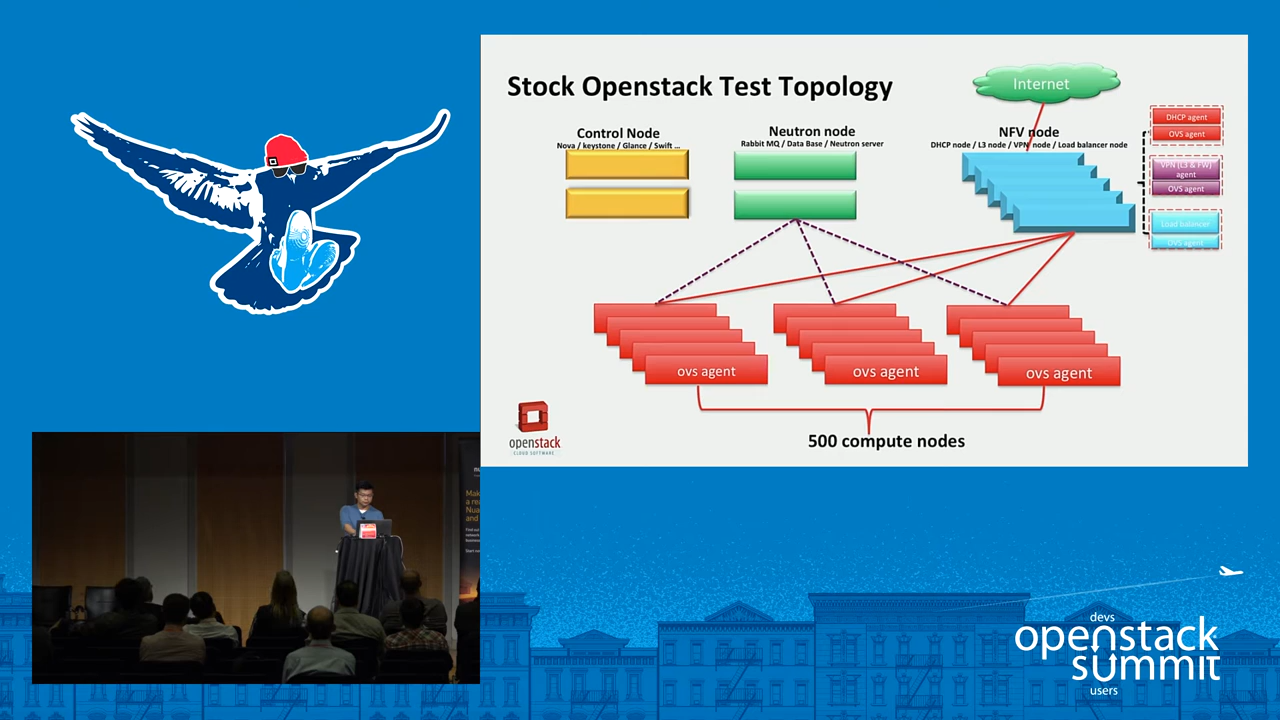 Stock Openstack Test Topology
Internet
Control Node
Nova / keystone / Glance / Swift ...
Neutron node
Rabbit MQ / Data Base / Neutron server
NFV node
DHCP node / L3 node / VPN node / Load balancer node
DHCP agent
OVS agent
VPN (L3 & FW)
agent
OVS agent
Load balancer
OVS agent
ovs agent
ovs agent
ovs agent
500 compute nodes
openstack
CLOUD SOFTWARE
Mak
a
Nua
and
devs
openstack
summit
users